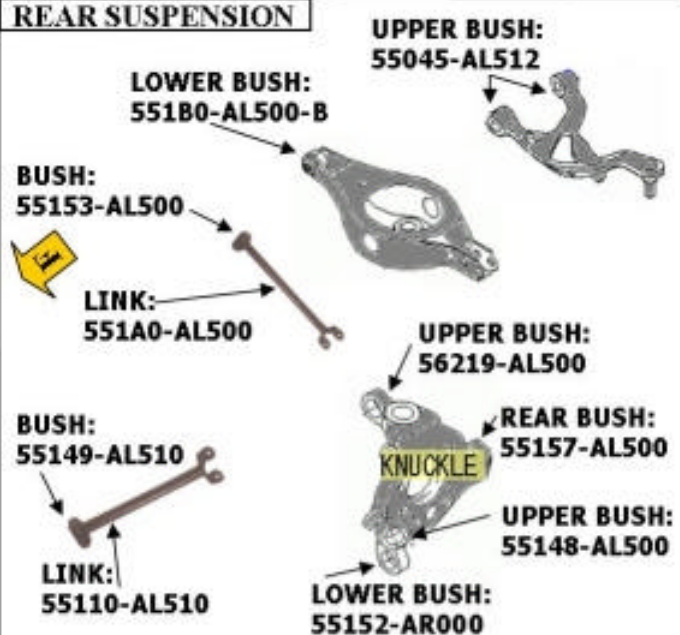 REAR SUSPENSION
UPPER BUSH:
55045-AL512
LOWER BUSH:
551B0-AL500-B
BUSH:
55153-AL500
LINK:
551A0-AL500
UPPER BUSH:
56219-AL500
BUSH:
55149-AL510
REAR BUSH:
55157-AL500
KNUCKLE
UPPER BUSH:
55148-AL500
LINK:
55110-AL510
LOWER BUSH:
55152-AR000